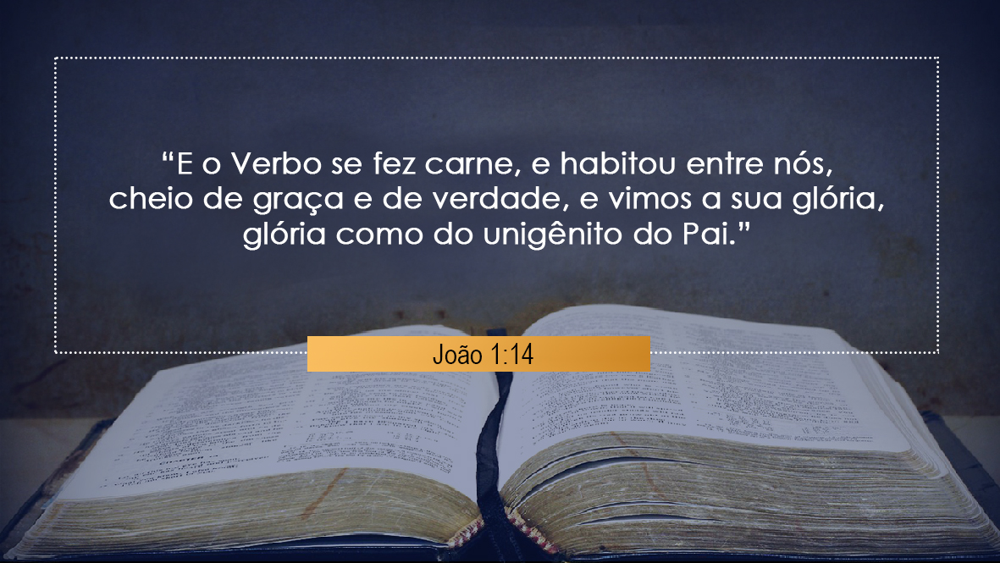 “E o Verbo se fez carne, e habitou entre nós,
cheio de graça e de verdade, e vimos a sua glória,
glória como do unigênito do Pai.”
João 1:14